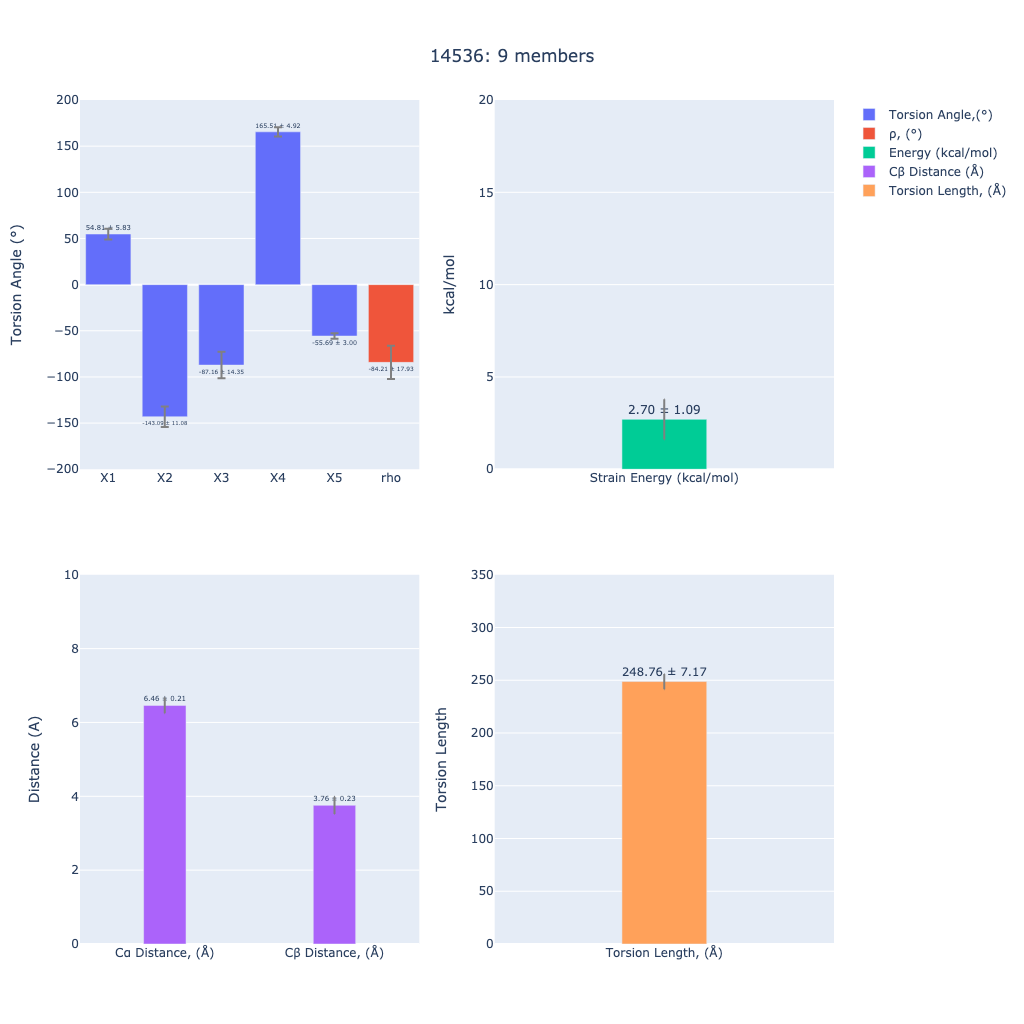 14536: 9 members
Torsion Angle (°)
200
150
100
50
0
−50
−100
−150
−200
54.81 ± 5.83
-143.09 ± 11.08
-87.16 ± 14.35
165.51 ± 4.92
-55.69 ± 3.00
-84.21 ± 17.93
X1 X2 X3 X4 X5 rho
kcal/mol
20
15
10
5
0
2.70 ± 1.09
Strain Energy (kcal/mol)
Torsion Angle,(°)
ρ, (°)
Energy (kcal/mol)
Cβ Distance (Å)
Torsion Length, (Å)
Distance (A)
10
8
6
4
2
0
6.46 ± 0.21
3.76 ± 0.23
Cα Distance, (Å) Cβ Distance, (Å)
Torsion Length
350
300
250
200
150
100
50
0
248.76 ± 7.17
Torsion Length, (Å)